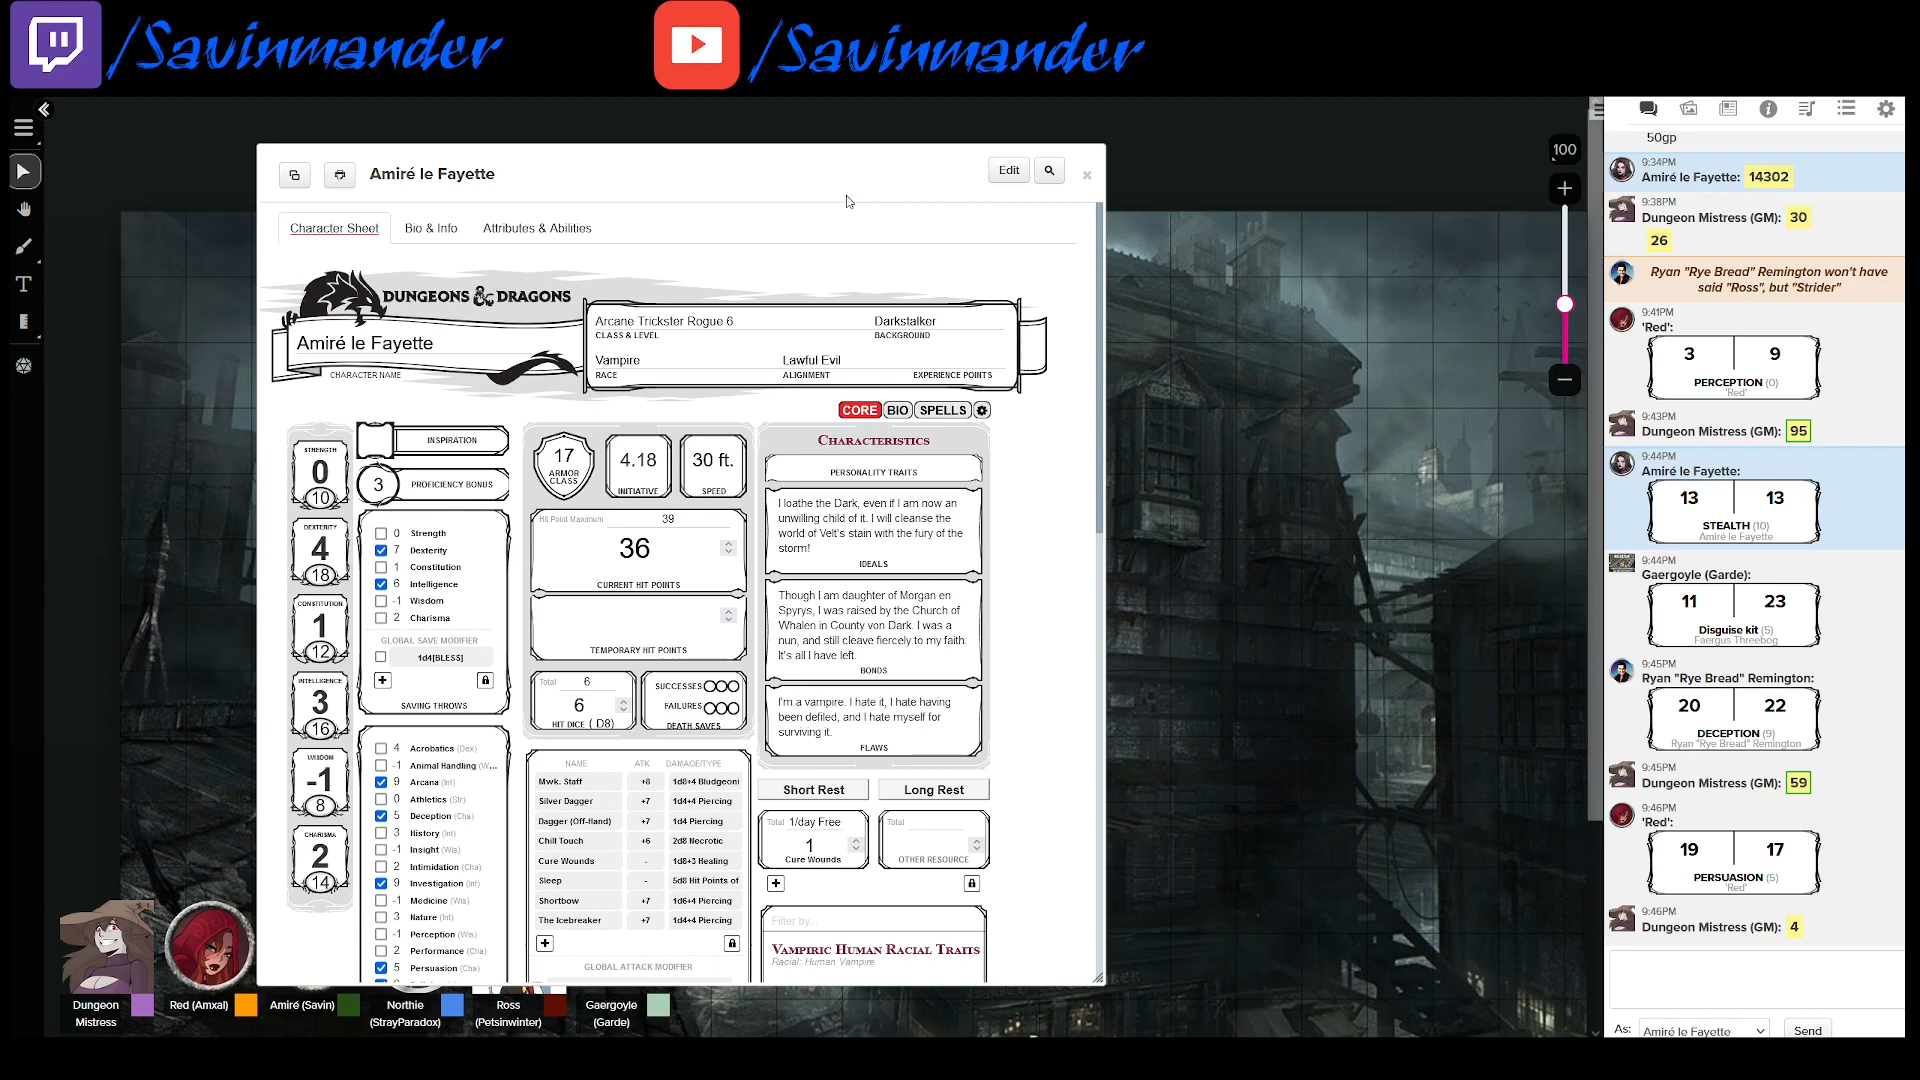 /Savinmander
/Savinmander
Amiré le Fayette
Edit
Character Sheet
Bio & Info
Attributes & Abilities
DUNGEONS & DRAGONS
Amiré le Fayette
CHARACTER NAME
Arcane Trickster Rogue 6
Darkstalker
CLASS & LEVEL
BACKGROUND
Vampire
Lawful Evil
RACE
ALIGNMENT
EXPERIENCE POINTS
CORE
BIO
SPELLS
STRENGTH
0
10
DEXTERITY
4
18
CONSTITUTION
1
12
INTELLIGENCE
3
16
WISDOM
-1
8
CHARISMA
2
14
INSPIRATION
3
PROFICIENCY BONUS
0 Strength
7 Dexterity
1 Constitution
6 Intelligence
-1 Wisdom
2 Charisma
GLOBAL SAVE MODIFIER
1d4[BLESS]
SAVING THROWS
4 Acrobatics (Dex)
-1 Animal Handling (W...
9 Arcana (Int)
0 Athletics (Str)
5 Deception (Cha)
3 History (Int)
-1 Insight (Wis)
2 Intimidation (Cha)
9 Investigation (Int)
-1 Medicine (Wis)
3 Nature (Int)
-1 Perception (Wis)
2 Performance (Cha)
5 Persuasion (Cha)
17
ARMOR
CLASS
4.18
INITIATIVE
30 ft.
SPEED
Hit Point Maximum 39
36
CURRENT HIT POINTS
TEMPORARY HIT POINTS
Total 6
6
HIT DICE ( D8)
SUCCESSES
FAILURES
DEATH SAVES
NAME ATK DAMAGE/TYPE
Mwk. Staff +8 1d8+4 Bludgeoni
Silver Dagger +7 1d4+4 Piercing
Dagger (Off-Hand) +7 1d4 Piercing
Chill Touch +6 2d8 Necrotic
Cure Wounds - 1d8+3 Healing
Sleep - 5d8 Hit Points of
Shortbow +7 1d6+4 Piercing
The Icebreaker +7 1d4+4 Piercing
GLOBAL ATTACK MODIFIER
CHARACTERISTICS
PERSONALITY TRAITS
I loathe the Dark, even if I am now an
unwilling child of it. I will cleanse the
world of Velt's stain with the fury of the
storm!
IDEALS
Though I am daughter of Morgan en
Spyrys, I was raised by the Church of
Whalen in County von Dark. I was a
nun, and still cleave fiercely to my faith.
It's all I have left.
BONDS
I'm a vampire. I hate it, I hate having
been defiled, and I hate myself for
surviving it.
FLAWS
Short Rest
Long Rest
Total 1/day Free
1
Cure Wounds
Total
OTHER RESOURCE
Filter by...
VAMPIRIC HUMAN RACIAL TRAITS
Racial: Human Vampire
100
Dungeon
Mistress
Red (Amxal)
Amiré (Savin)
Northie
(StrayParadox)
Ross
(Petsinwinter)
Gaergoyle
(Garde)
50gp
9:34PM
Amiré le Fayette: 14302
9:38PM
Dungeon Mistress (GM): 30
26
Ryan "Rye Bread" Remington won't have
said "Ross", but "Strider"
9:41PM
'Red':
3 9
PERCEPTION (0)
'Red'
9:43PM
Dungeon Mistress (GM): 95
9:44PM
Amiré le Fayette:
13 13
STEALTH (10)
Amiré le Fayette
9:44PM
Gaergoyle (Garde):
11 23
Disguise kit (5)
Faergus Threebog
9:45PM
Ryan "Rye Bread" Remington:
20 22
DECEPTION (9)
Ryan "Rye Bread" Remington
9:45PM
Dungeon Mistress (GM): 59
9:46PM
'Red':
19 17
PERSUASION (5)
'Red'
9:46PM
Dungeon Mistress (GM): 4
As: Amiré le Fayette
Send